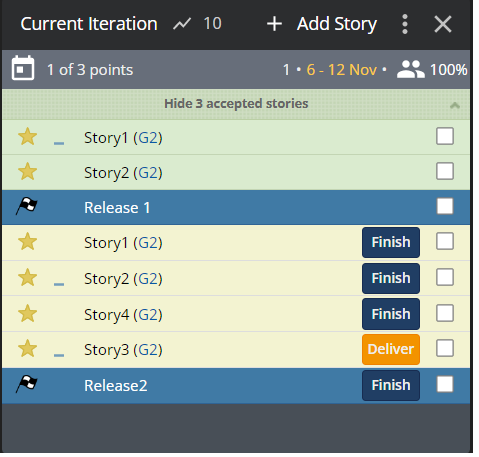 Current Iteration 10 + Add Story
1 of 3 points 1 • 6 - 12 Nov • 100%
Hide 3 accepted stories
Story1 (G2)
Story2 (G2)
Release 1
Story1 (G2) Finish
Story2 (G2) Finish
Story4 (G2) Finish
Story3 (G2) Deliver
Release2 Finish